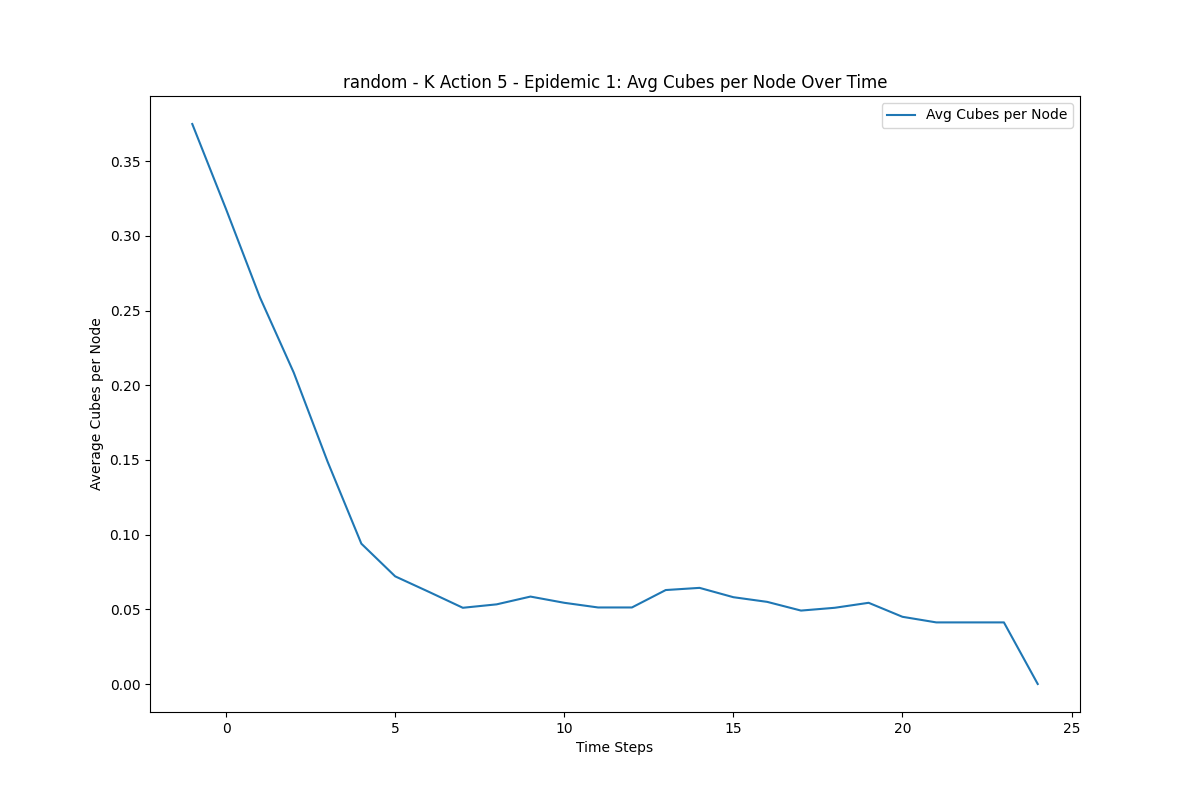 random - K Action 5 - Epidemic 1: Avg Cubes per Node Over Time
Avg Cubes per Node
Average Cubes per Node
0.35
0.30
0.25
0.20
0.15
0.10
0.05
0.00
0 5 10 15 20 25
Time Steps